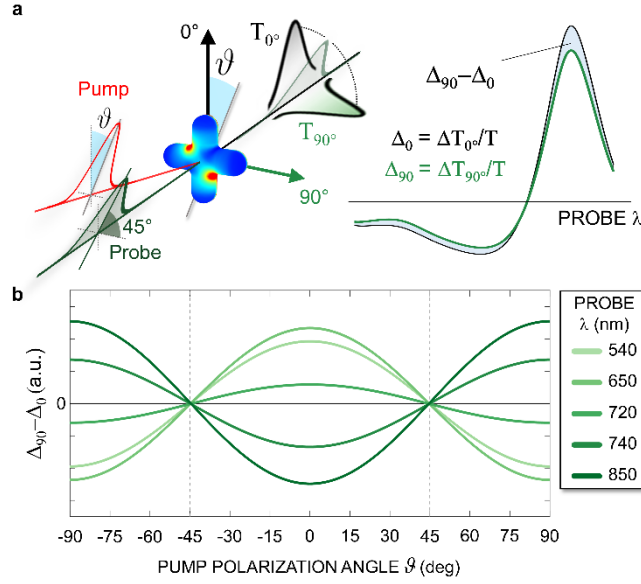 a
0°
ϑ
T0°
Pump
ϑ
T90°
90°
45°
Probe
Δ90−Δ0
Δ0 = ΔT0°/T
Δ90 = ΔT90°/T
PROBE λ
b
Δ90−Δ0 (a.u.)
0
-90 -75 -60 -45 -30 -15 0 15 30 45 60 75 90
PUMP POLARIZATION ANGLE ϑ (deg)
PROBE
λ (nm)
540
650
720
740
850